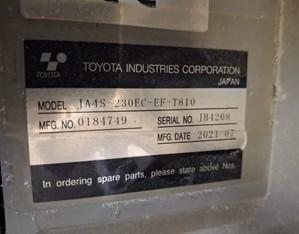 TOYOTA
TOYOTA INDUSTRIES CORPORATION
JAPAN
MODEL JA4S-230EC-EF-T810
MFG. NO. 0184749 SERIAL NO. JB4268
MFG. DATE 2021-07
In ordering spare parts, please state above Nos.